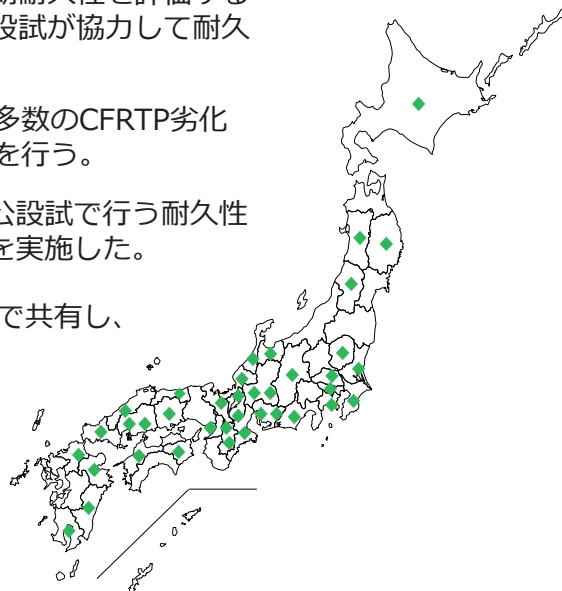 期耐久性を評価する
設試が協力して耐久
多数のCFRTP劣化
を行う。
公設試で行う耐久性
を実施した。
で共有し、